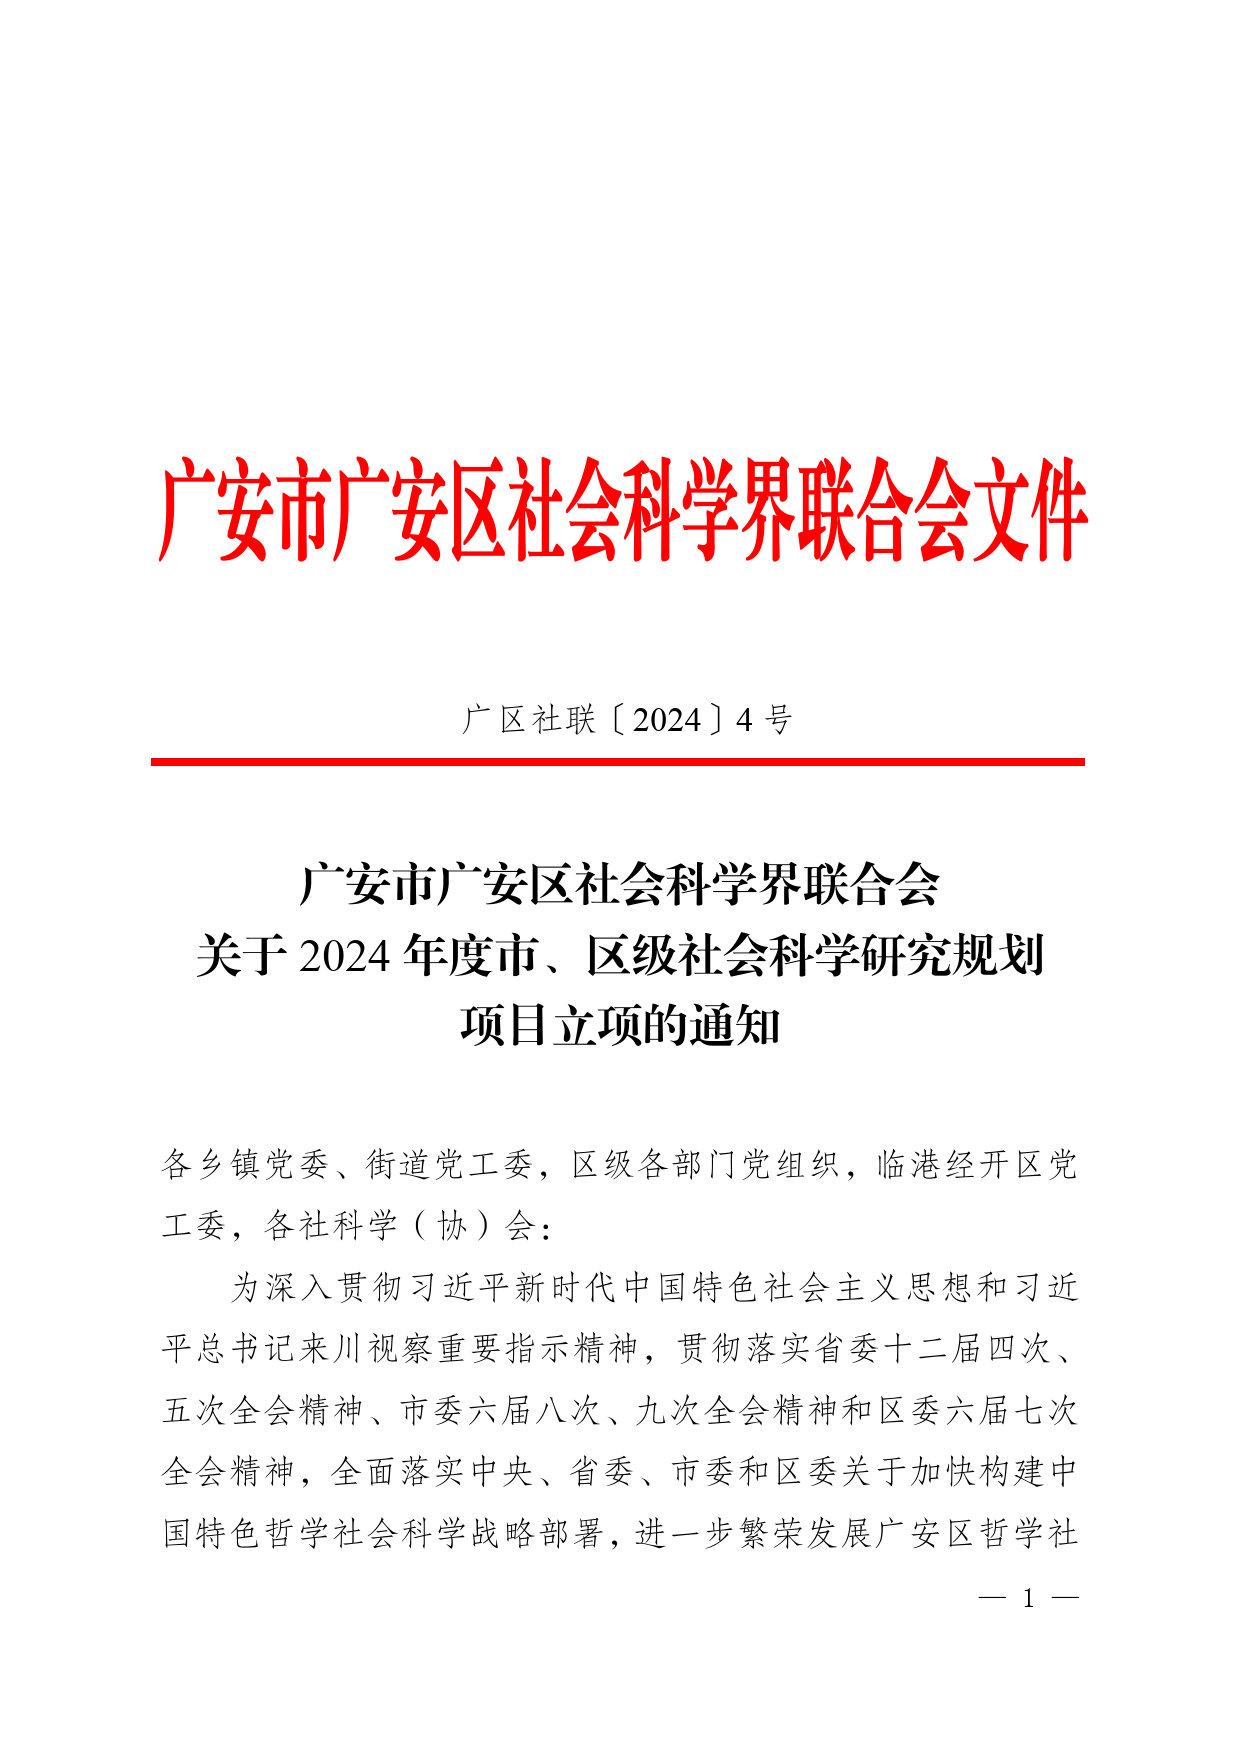 广安市广安区社会科学界联合会文件
广区社联〔2024〕4 号
广安市广安区社会科学界联合会
关于 2024 年度市、区级社会科学研究规划
项目立项的通知
各乡镇党委、街道党工委，区级各部门党组织，临港经开区党
工委，各社科学（协）会：
为深入贯彻习近平新时代中国特色社会主义思想和习近
平总书记来川视察重要指示精神，贯彻落实省委十二届四次、
五次全会精神、市委六届八次、九次全会精神和区委六届七次
全会精神，全面落实中央、省委、市委和区委关于加快构建中
国特色哲学社会科学战略部署，进一步繁荣发展广安区哲学社
— 1 —